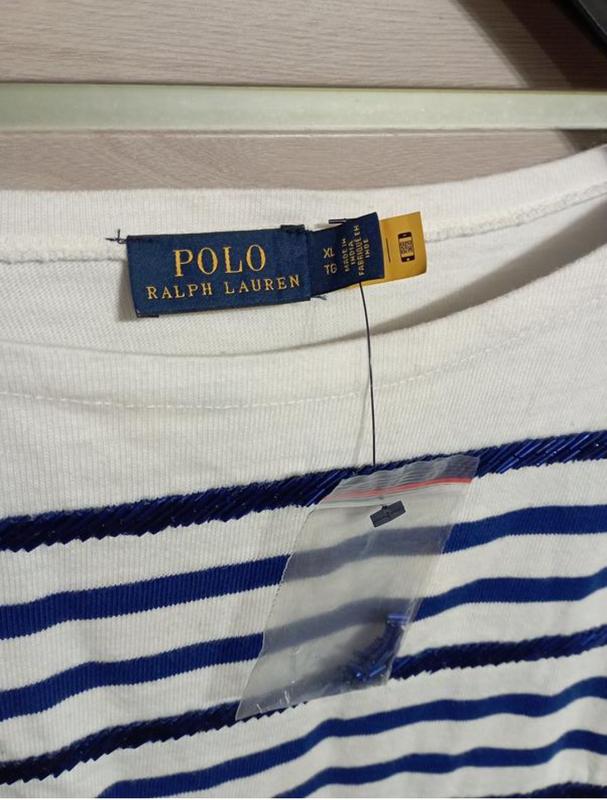 POLO
RALPH LAUREN
XL
TG
MADE IN
INDIA
FABRIQUÉ EN
INDE